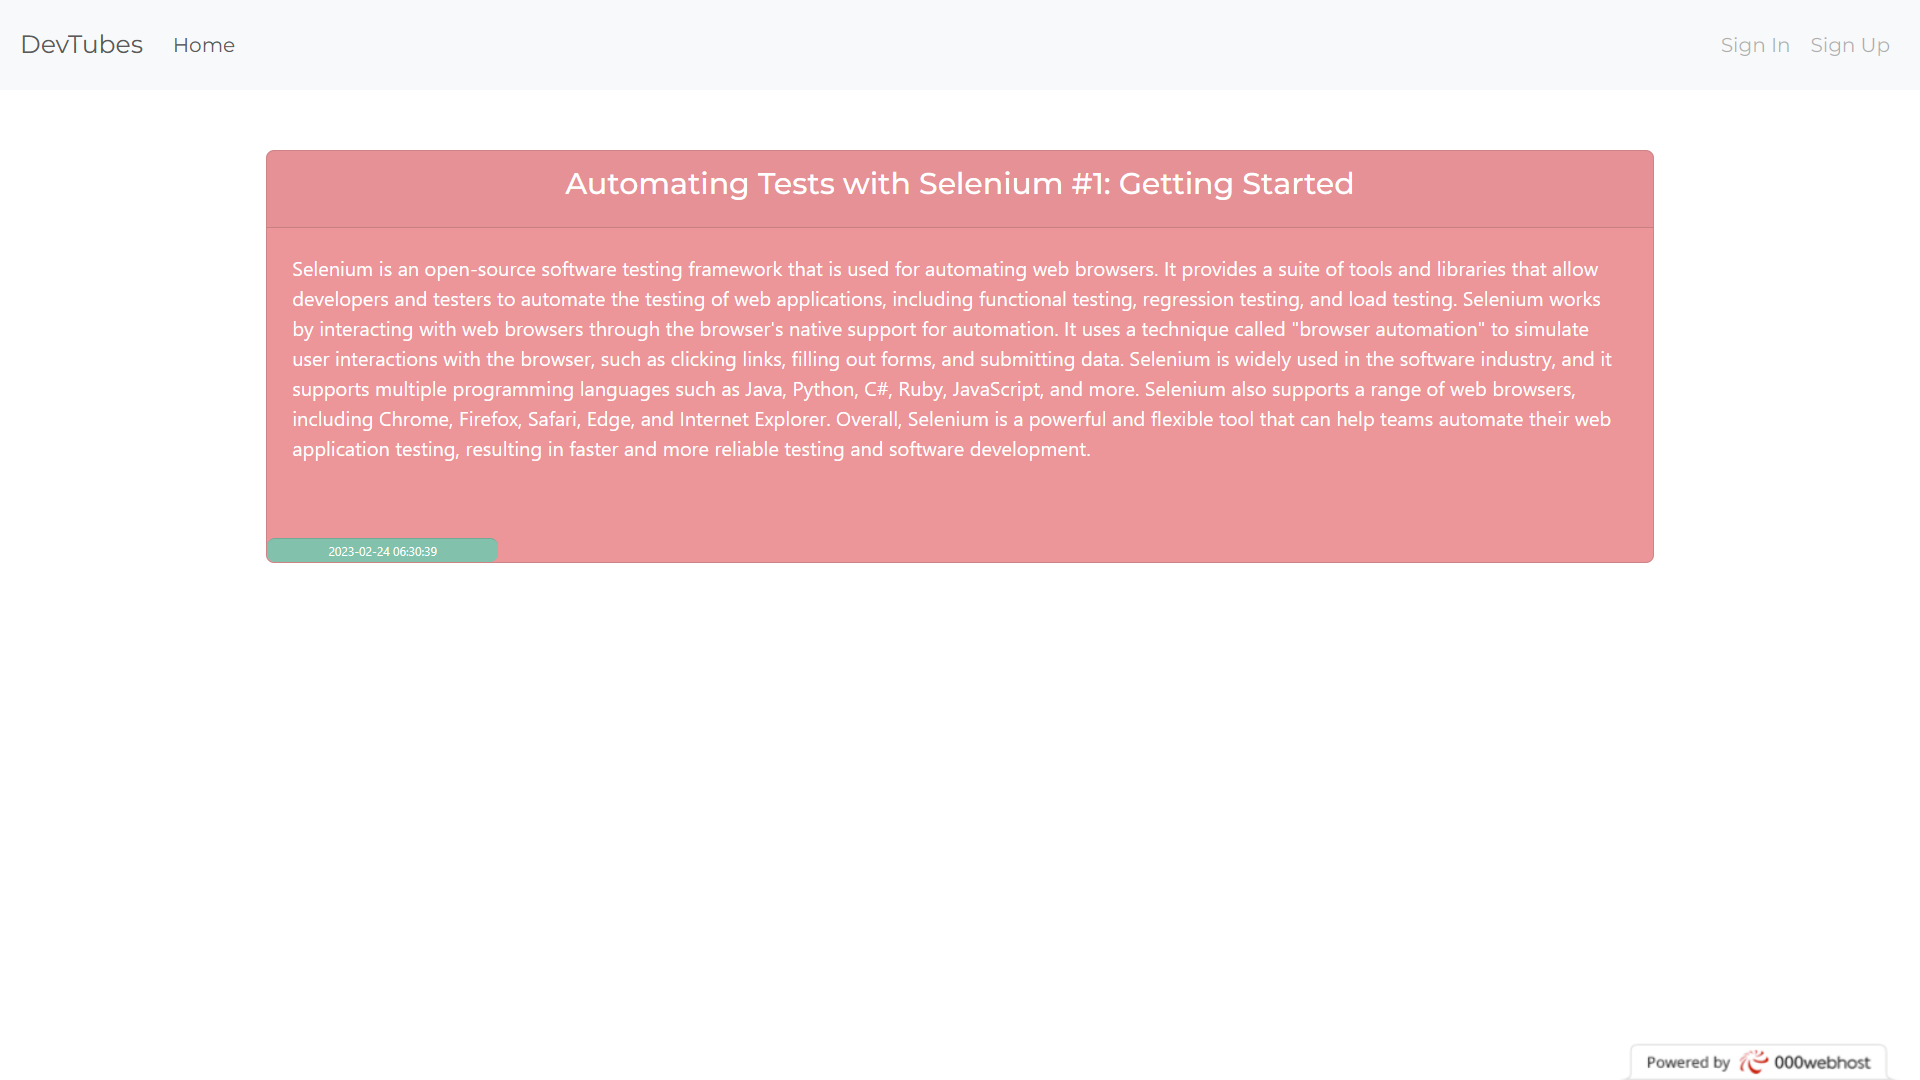 DevTubes Home Sign In Sign Up
Automating Tests with Selenium #1: Getting Started
Selenium is an open-source software testing framework that is used for automating web browsers. It provides a suite of tools and libraries that allow
developers and testers to automate the testing of web applications, including functional testing, regression testing, and load testing. Selenium works
by interacting with web browsers through the browser's native support for automation. It uses a technique called "browser automation" to simulate
user interactions with the browser, such as clicking links, filling out forms, and submitting data. Selenium is widely used in the software industry, and it
supports multiple programming languages such as Java, Python, C#, Ruby, JavaScript, and more. Selenium also supports a range of web browsers,
including Chrome, Firefox, Safari, Edge, and Internet Explorer. Overall, Selenium is a powerful and flexible tool that can help teams automate their web
application testing, resulting in faster and more reliable testing and software development.
2023-02-24 06:30:39
Powered by 000webhost